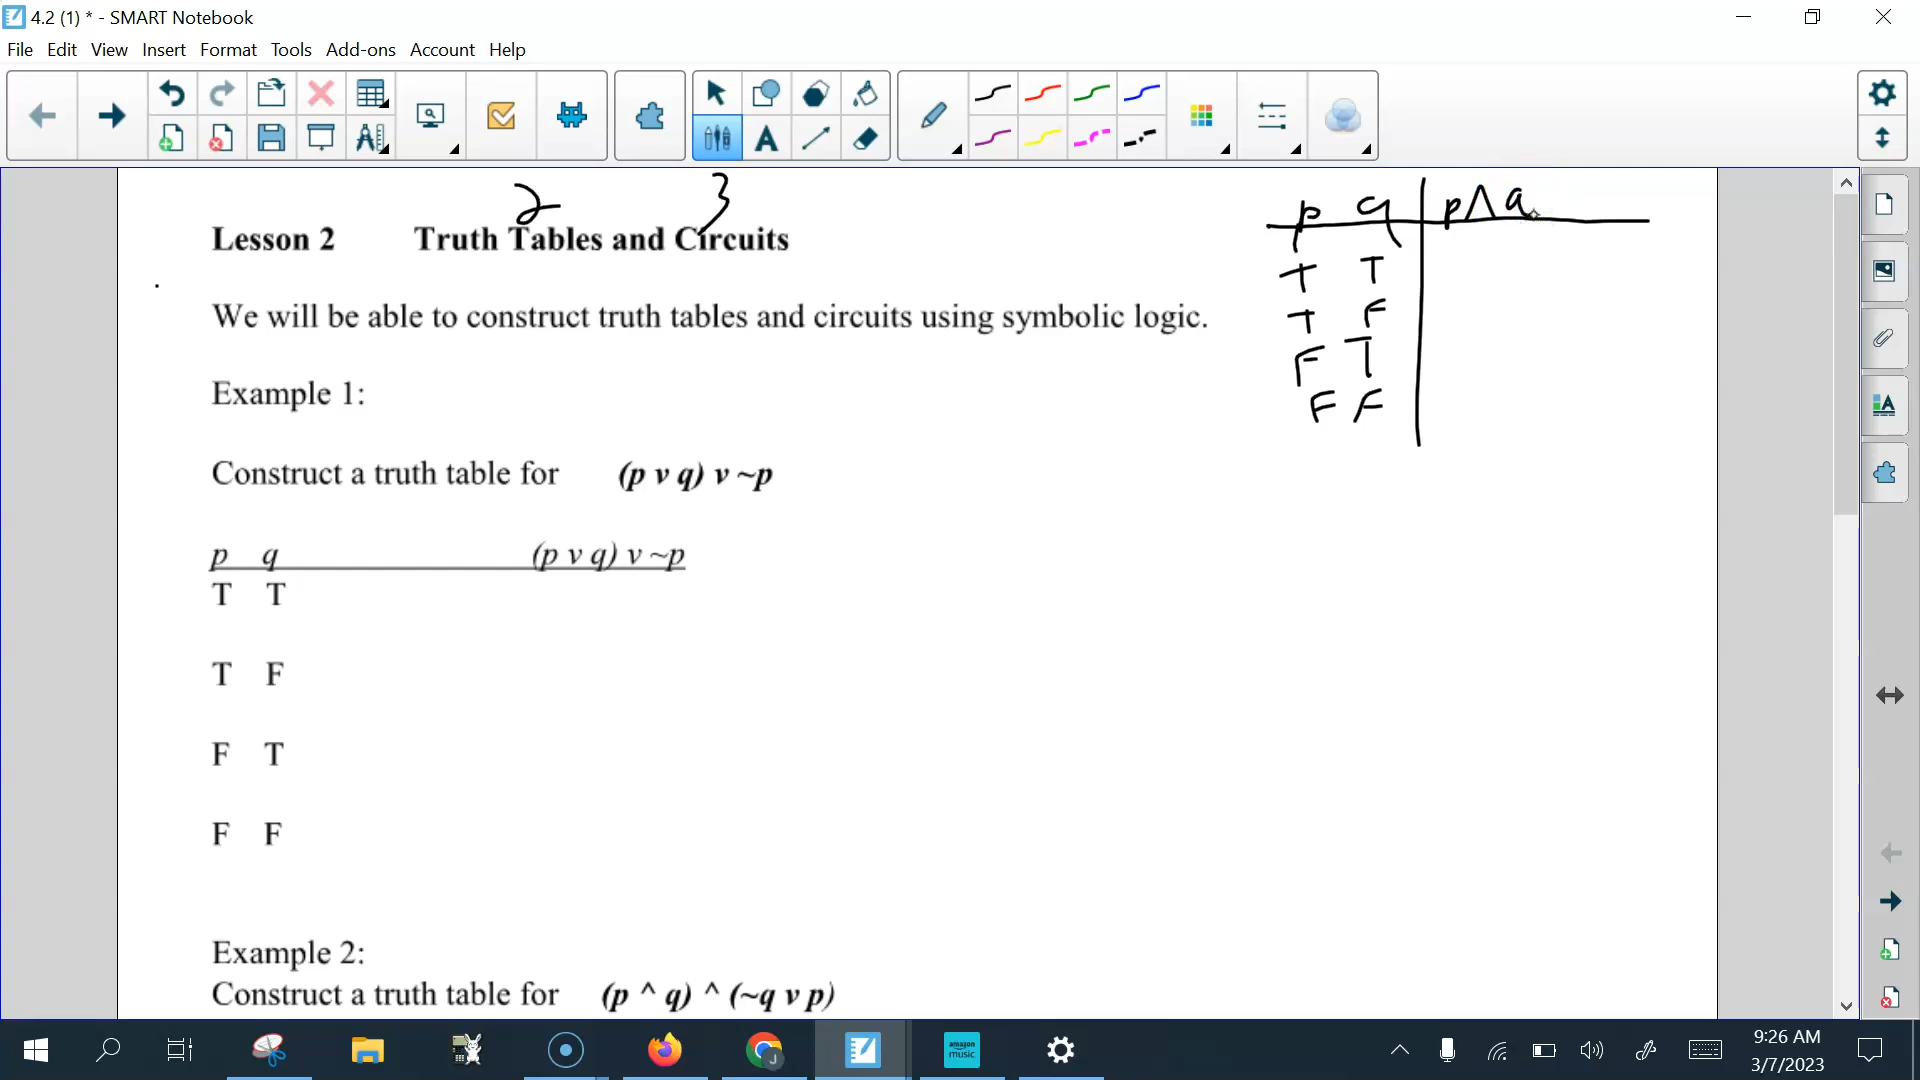 4.2 (1) * - SMART Notebook
File Edit View Insert Format Tools Add-ons Account Help
2 3
Lesson 2 Truth Tables and Circuits
We will be able to construct truth tables and circuits using symbolic logic.
Example 1:
Construct a truth table for (p v q) v ~p
p q (p v q) v ~p
T T
T F
F T
F F
Example 2:
Construct a truth table for (p ^ q) ^ (~q v p)
p q p ∧ q
T T
T F
F T
F F
amazon music
J
9:26 AM
3/7/2023